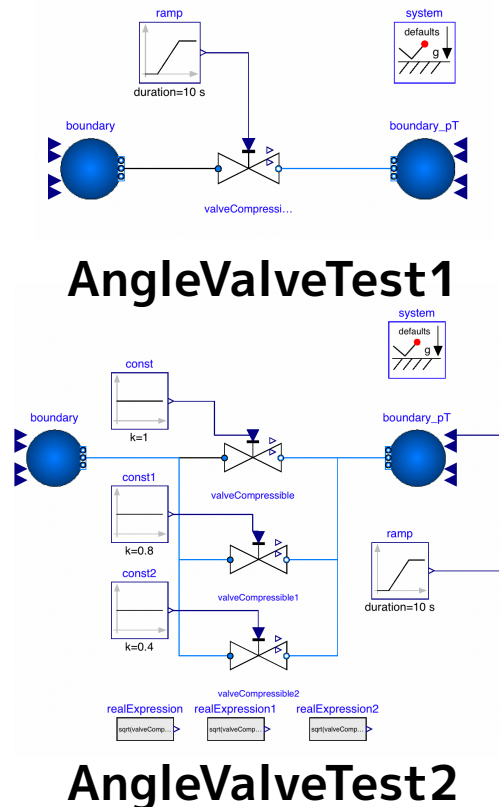 ramp
system
defaults
g
duration=10 s
boundary
boundary_pT
valveCompressi...
AngleValveTest1
system
defaults
g
const
k=1
boundary
boundary_pT
valveCompressible
const1
k=0.8
ramp
duration=10 s
valveCompressible1
const2
k=0.4
valveCompressible2
realExpression
realExpression1
realExpression2
sqrt(valveComp...
sqrt(valveComp...
sqrt(valveComp...
AngleValveTest2